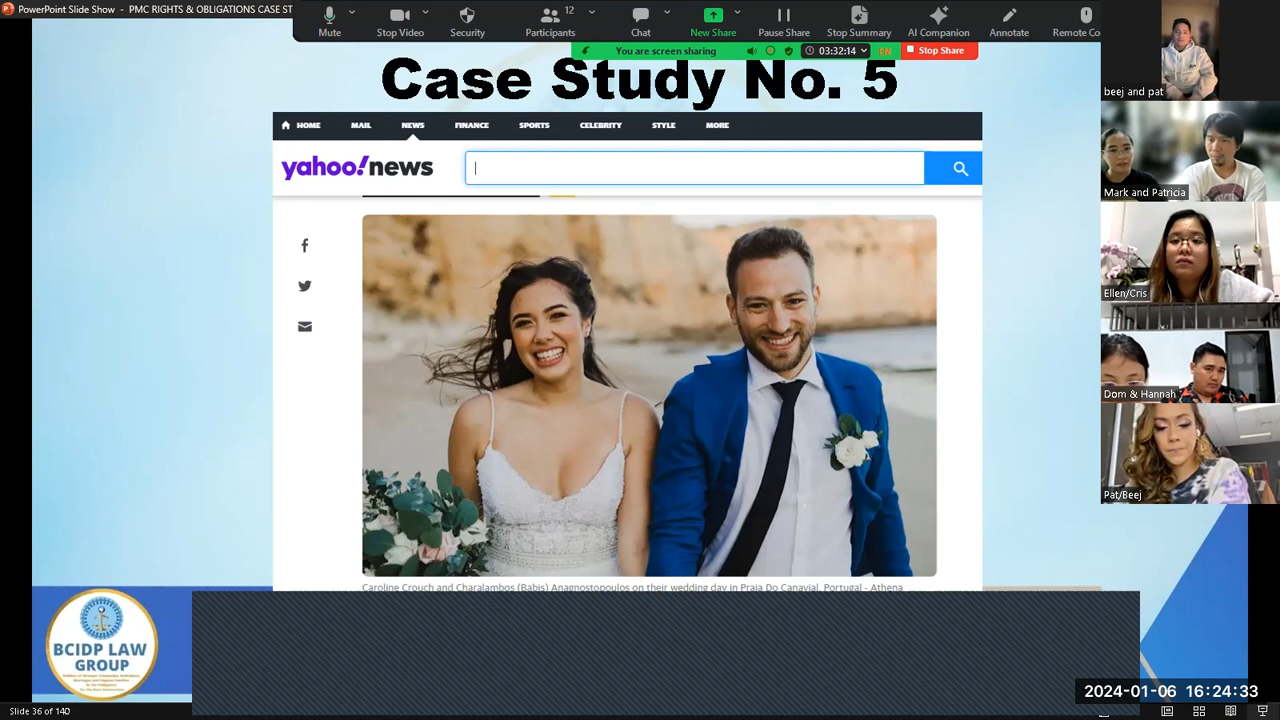 PowerPoint Slide Show - PMC RIGHTS & OBLIGATIONS CASE ST
Mute
Stop Video
Security
12
Participants
Chat
New Share
Pause Share
Stop Summary
AI Companion
Annotate
Remote Co
You are screen sharing
03:32:14
EN
Stop Share
Case Study No. 5
HOME MAIL NEWS FINANCE SPORTS CELEBRITY STYLE MORE
yahoo!news
Caroline Crouch and Charalambos (Babis) Anagnostopoulos on their wedding day in Praia Do Canavial, Portugal - Athena.
beej and pat
Mark and Patricia
Ellen/Cris
Dom & Hannah
Pat/Beej
BCIDP LAW
GROUP
2024-01-06 16:24:33
Slide 36 of 140